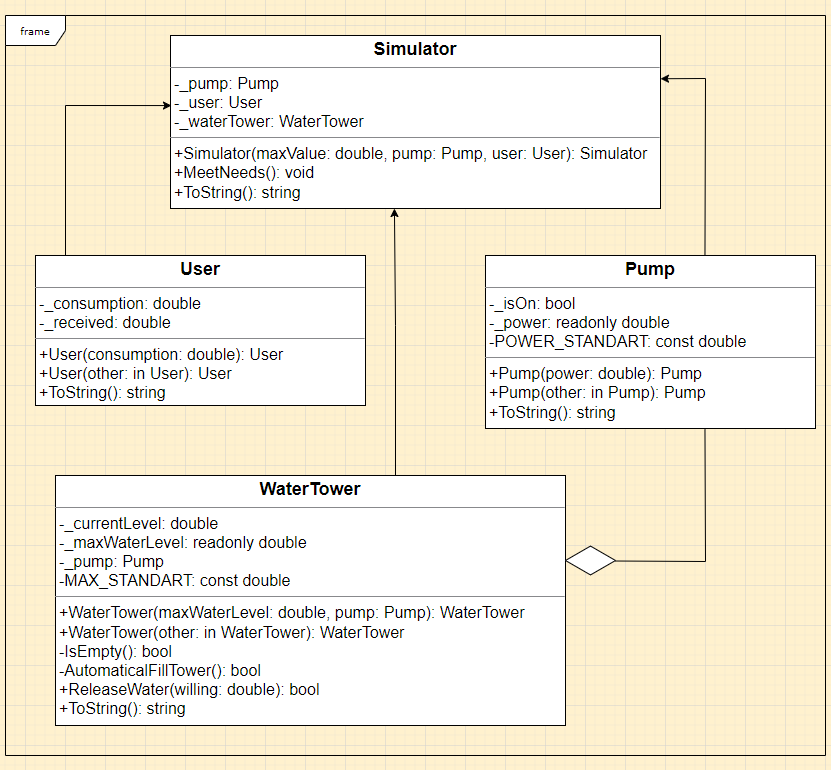 frame
Simulator
-_pump: Pump
-_user: User
-_waterTower: WaterTower
+Simulator(maxValue: double, pump: Pump, user: User): Simulator
+MeetNeeds(): void
+ToString(): string
User
-_consumption: double
-_received: double
+User(consumption: double): User
+User(other: in User): User
+ToString(): string
Pump
-_isOn: bool
-_power: readonly double
-POWER_STANDART: const double
+Pump(power: double): Pump
+Pump(other: in Pump): Pump
+ToString(): string
WaterTower
-_currentLevel: double
-_maxWaterLevel: readonly double
-_pump: Pump
-MAX_STANDART: const double
+WaterTower(maxWaterLevel: double, pump: Pump): WaterTower
+WaterTower(other: in WaterTower): WaterTower
-IsEmpty(): bool
-AutomaticalFillTower(): bool
+ReleaseWater(willing: double): bool
+ToString(): string